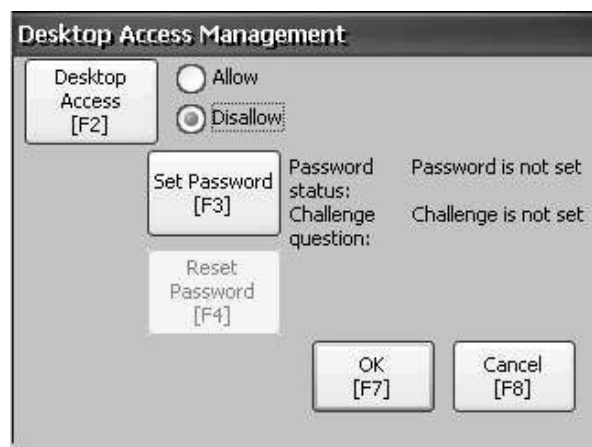 Desktop Access Management
Desktop
Access
[F2]
Allow
Disallow
Set Password
[F3]
Password
status:
Password is not set
Challenge
question:
Challenge is not set
Reset
Password
[F4]
OK
[F7]
Cancel
[F8]